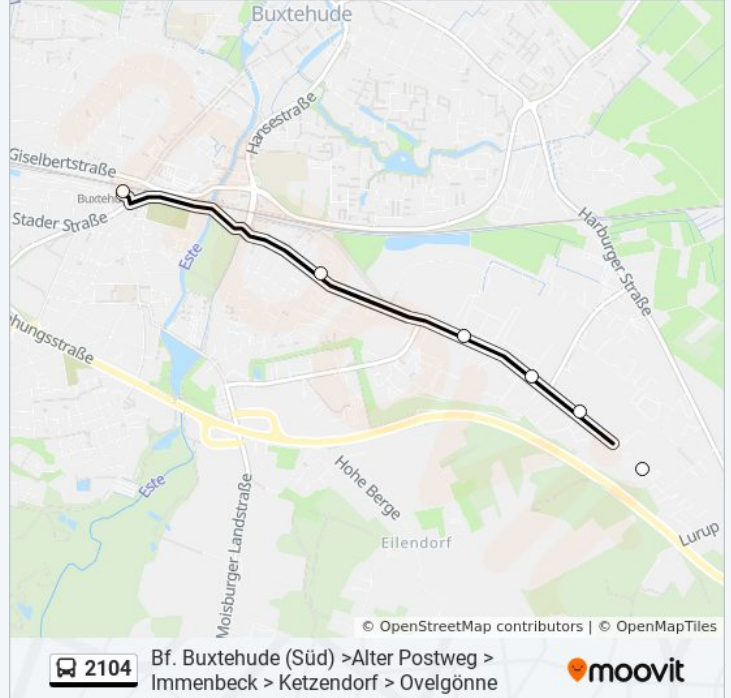 Buxtehude
Hansestraße
Giselbertstraße
Buxtehu
Stader Straße
Este
Harburger Straße
hungsstraße
Este
Hohe Berge
Moisburger Landstraße
Eilendorf
Lurup
© OpenStreetMap contributors | © OpenMapTiles
2104
Bf. Buxtehude (Süd) >Alter Postweg >
Immenbeck > Ketzendorf > Ovelgönne
moovit